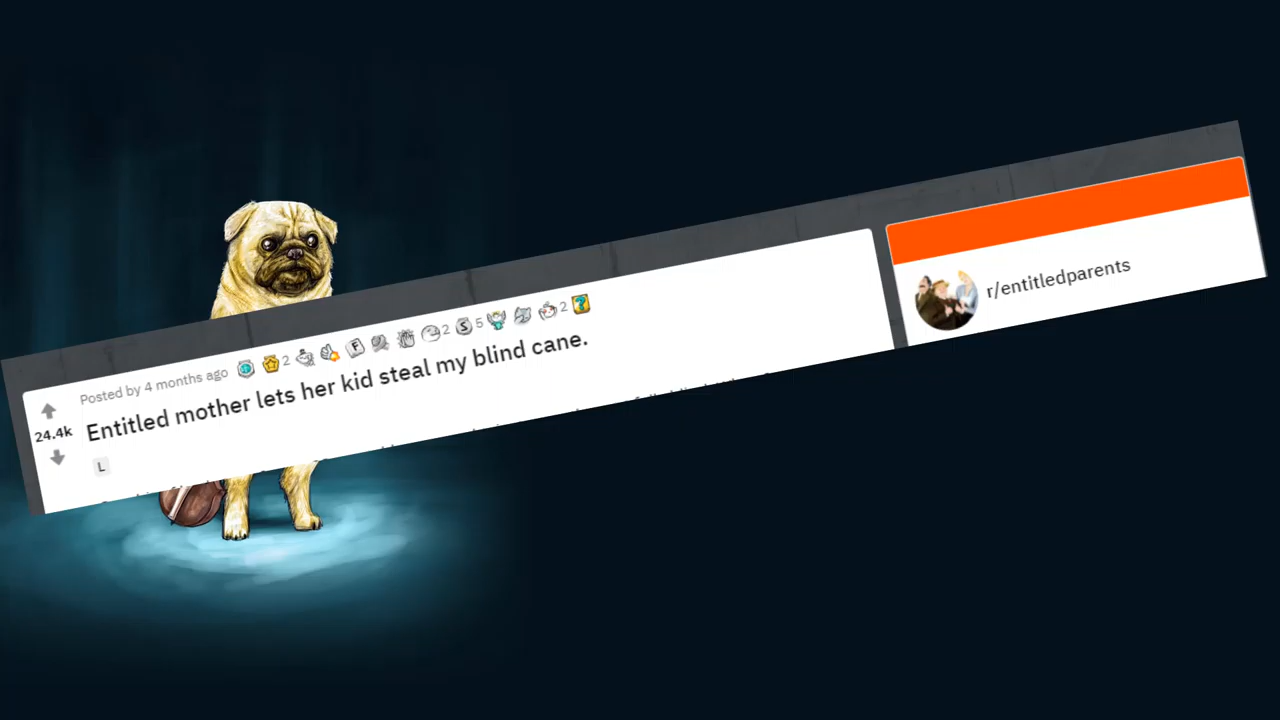 Posted by 4 months ago 2 2 5 2
Entitled mother lets her kid steal my blind cane.
24.4k
L
r/entitledparents